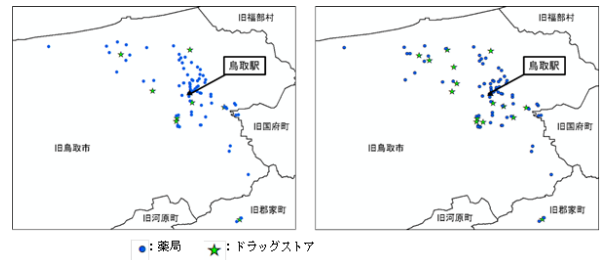 旧福部村
鳥取駅
旧国府町
旧鳥取市
旧河原町
旧郡家町
旧福部村
鳥取駅
旧国府町
旧鳥取市
旧河原町
旧郡家町
：薬局 ：ドラッグストア